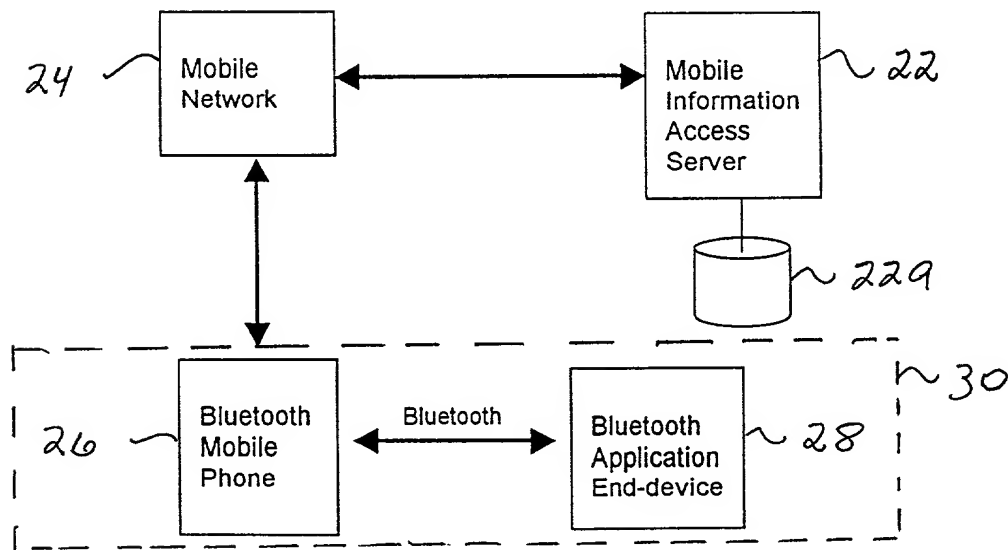 24
Mobile
Network
Mobile
Information
Access
Server
22
22a
30
26
Bluetooth
Mobile
Phone
Bluetooth
Bluetooth
Application
End-device
28